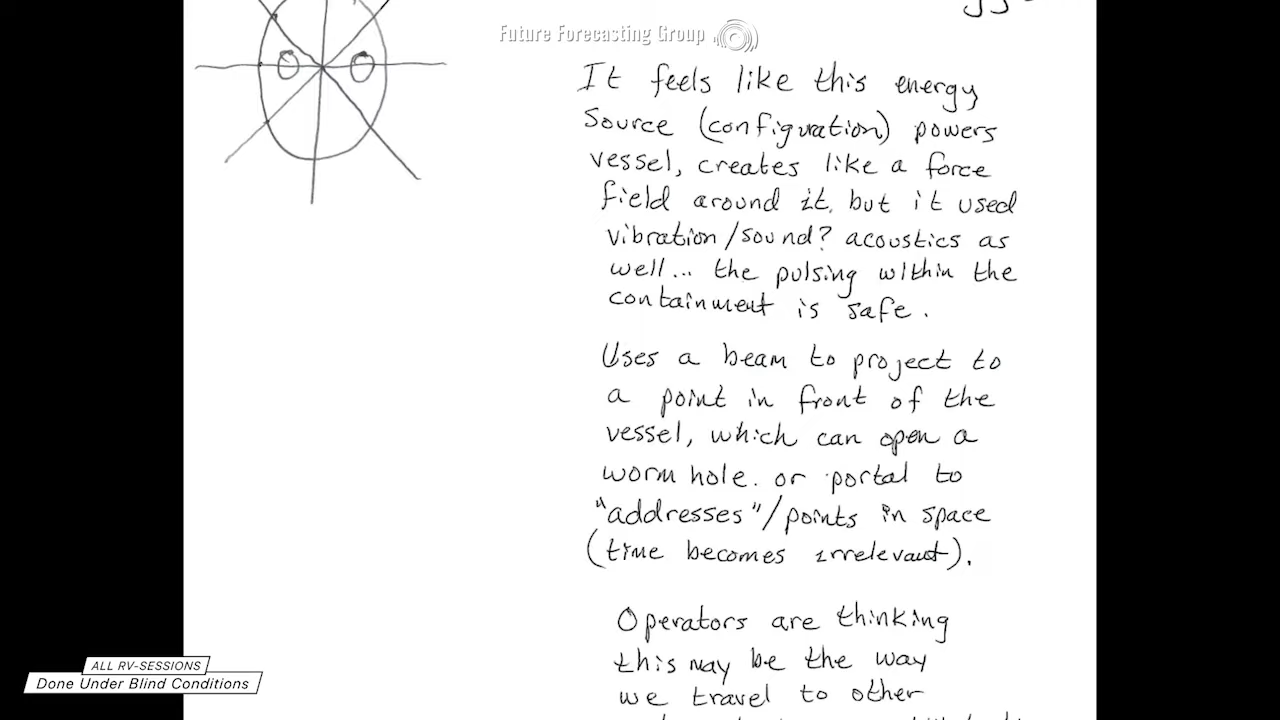 Future Forecasting Group
It feels like this energy
Source (configuration) powers
vessel, creates like a force
field around it, but it used
vibration/sound? acoustics as
well... the pulsing within the
containment is safe.
Uses a beam to project to
a point in front of the
vessel, which can open a
worm hole. or portal to
"addresses"/points in space
(time becomes irrelevant).
Operators are thinking
this may be the way
we travel to other
ALL RV-SESSIONS
Done Under Blind Conditions